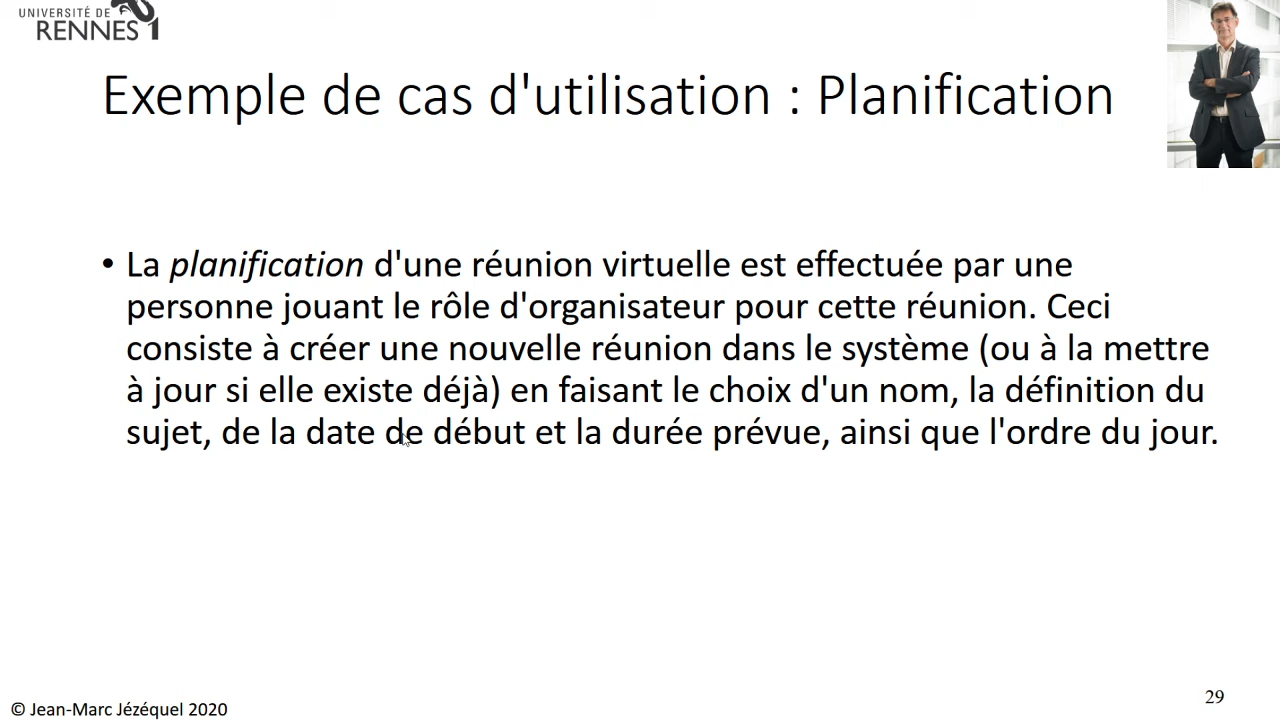 UNIVERSITÉ DE
RENNES 1
Exemple de cas d'utilisation : Planification
• La planification d'une réunion virtuelle est effectuée par une
personne jouant le rôle d'organisateur pour cette réunion. Ceci
consiste à créer une nouvelle réunion dans le système (ou à la mettre
à jour si elle existe déjà) en faisant le choix d'un nom, la définition du
sujet, de la date de début et la durée prévue, ainsi que l'ordre du jour.
© Jean-Marc Jézéquel 2020
29